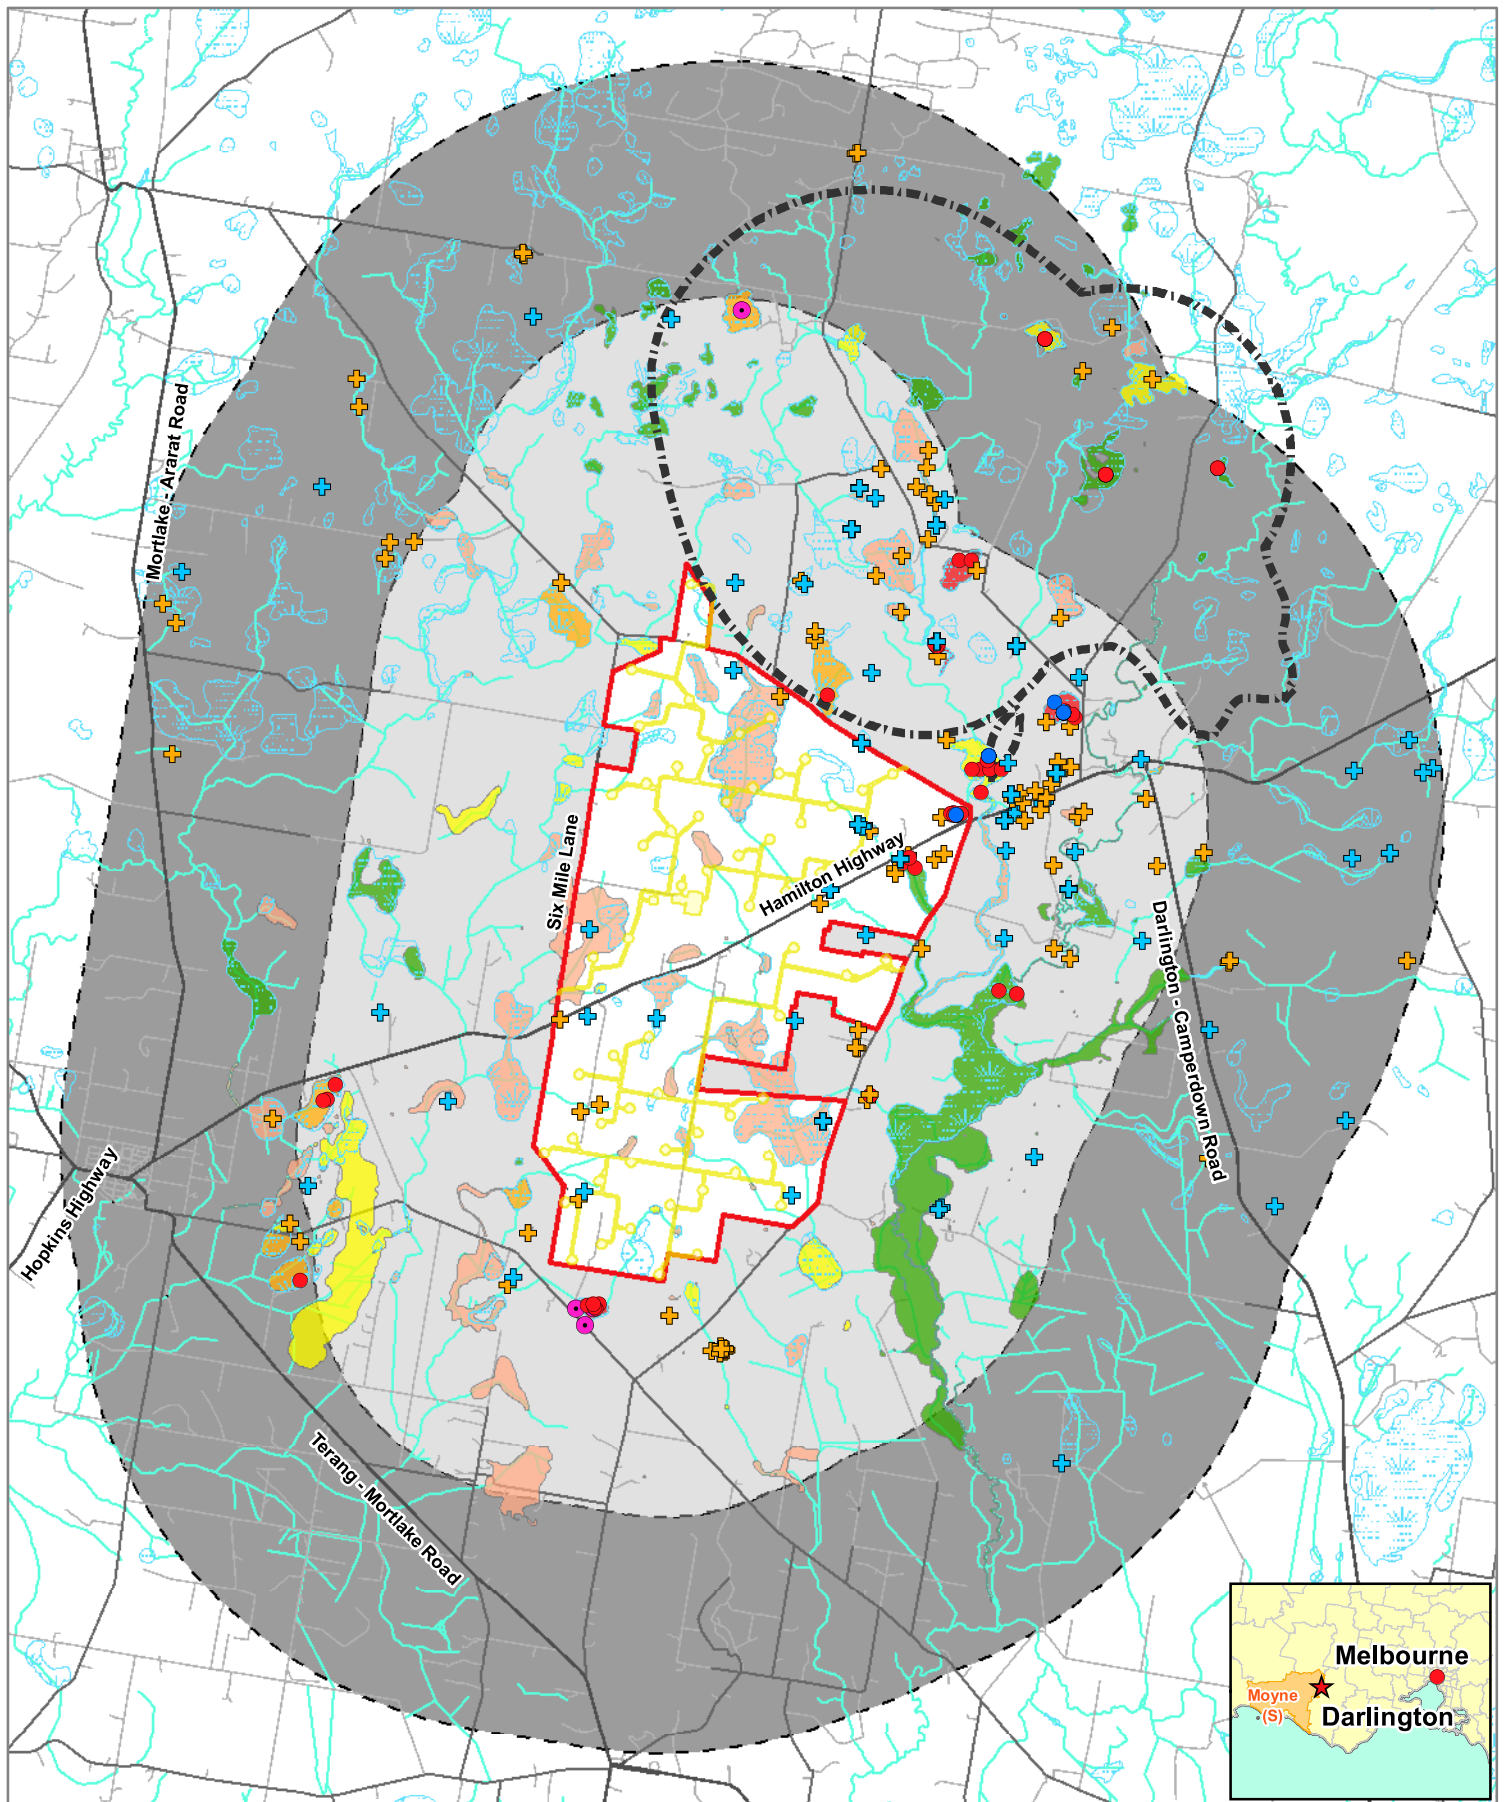 Mortlake - Ararat Road
Six Mile Lane
Hamilton Highway
Darlington - Camperdown Road
Hopkins Highway
Terang - Mortlake Road
Melbourne
Moyne
(S)
Darlington